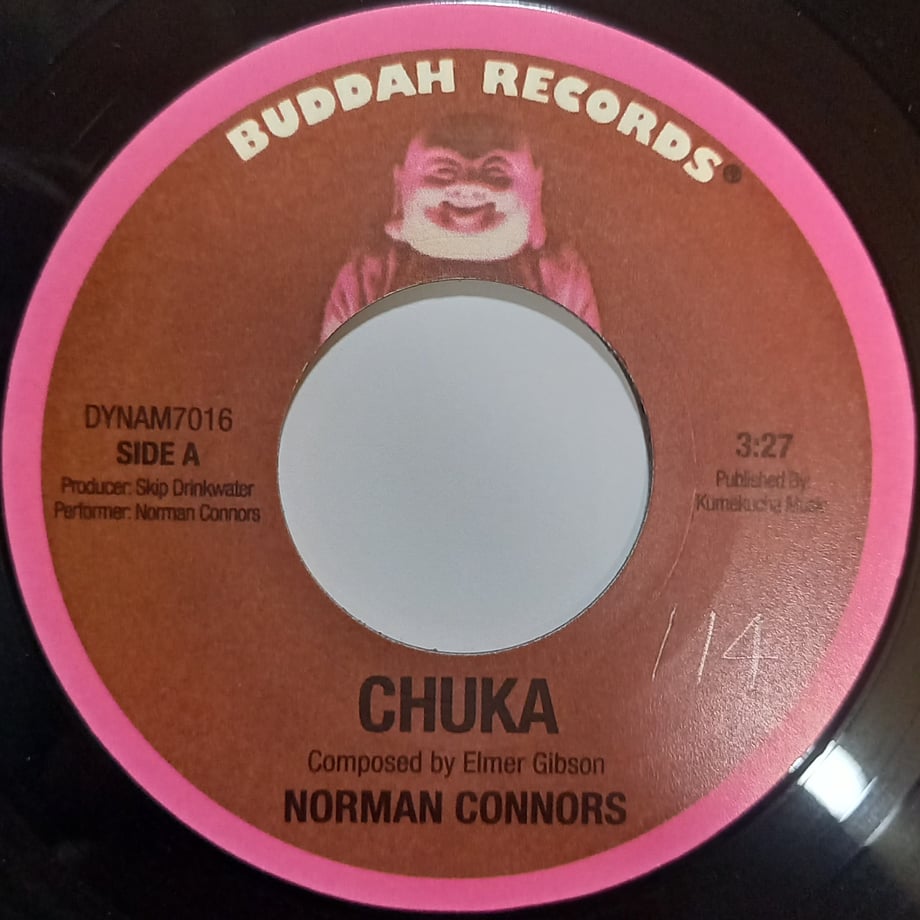 BUDDAH RECORDS®
DYNAM7016
SIDE A
Producer: Skip Drinkwater
Performer: Norman Connors
3:27
Published By:
Kumekucha Music
114
CHUKA
Composed by Elmer Gibson
NORMAN CONNORS